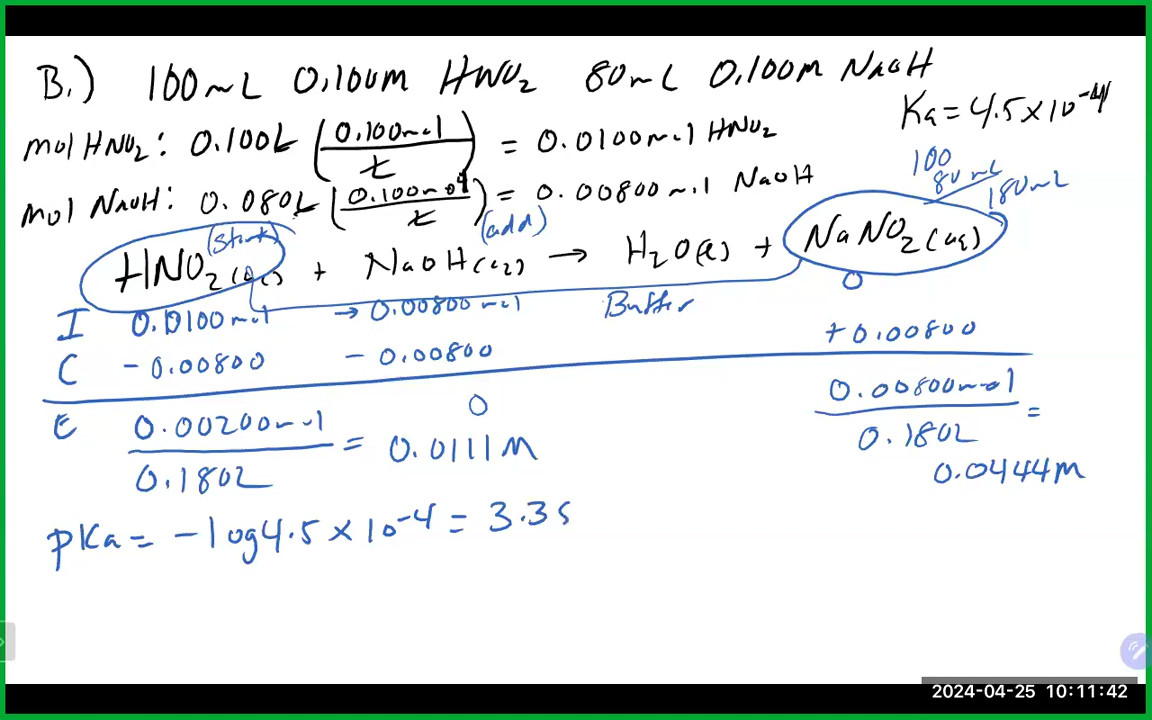 B.) 100mL 0.100M HNO2 80mL 0.100M NaOH
Ka = 4.5 x 10^-4
mol HNO2: 0.100L (0.100mol / L) = 0.0100mol HNO2
mol NaOH: 0.080L (0.100mol / L) = 0.00800mol NaOH
100
80mL
180mL
(start) (add)
HNO2(aq) + NaOH(aq) → H2O(l) + NaNO2(aq)
I 0.0100mol → 0.00800mol Buffer 0
C - 0.00800 - 0.00800 + 0.00800
E 0.00200mol / 0.180L = 0.0111M 0 0.00800mol / 0.180L = 0.0444M
pKa = - log 4.5 x 10^-4 = 3.35
2024-04-25 10:11:42